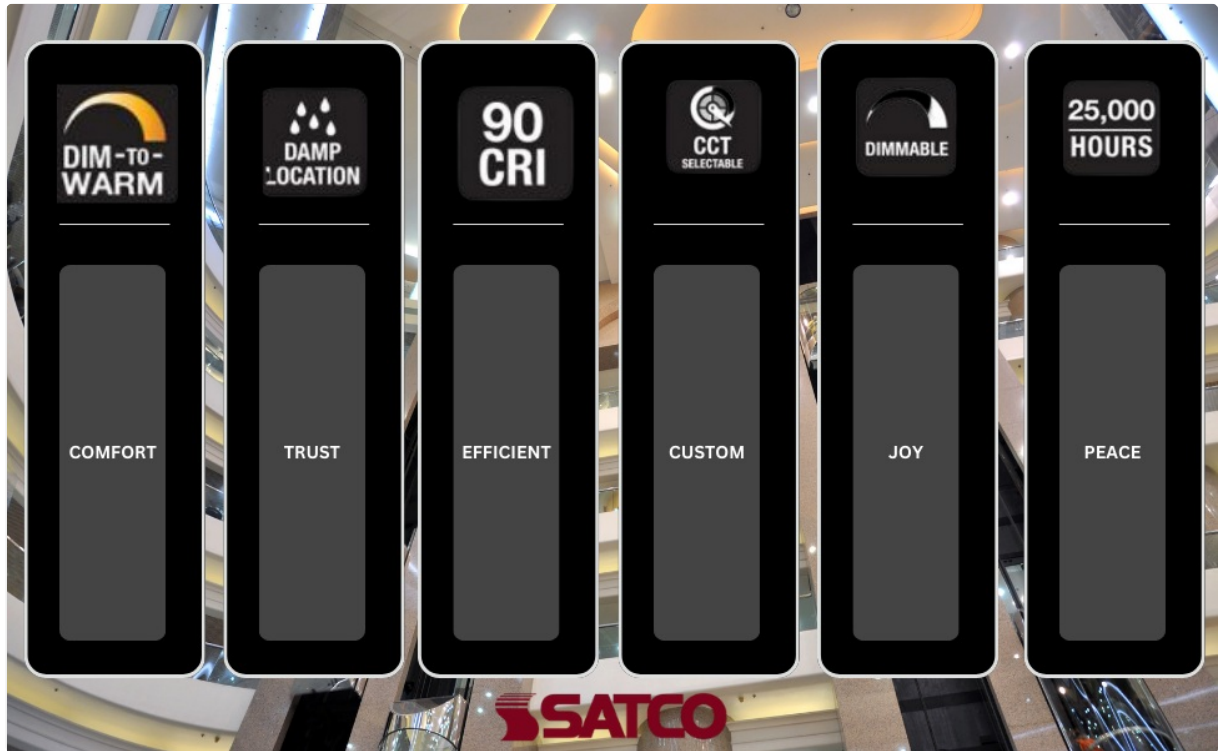 DIM-TO-
WARM
DAMP
LOCATION
90
CRI
CCT
SELECTABLE
DIMMABLE
25,000
HOURS
COMFORT
TRUST
EFFICIENT
CUSTOM
JOY
PEACE
SATCO